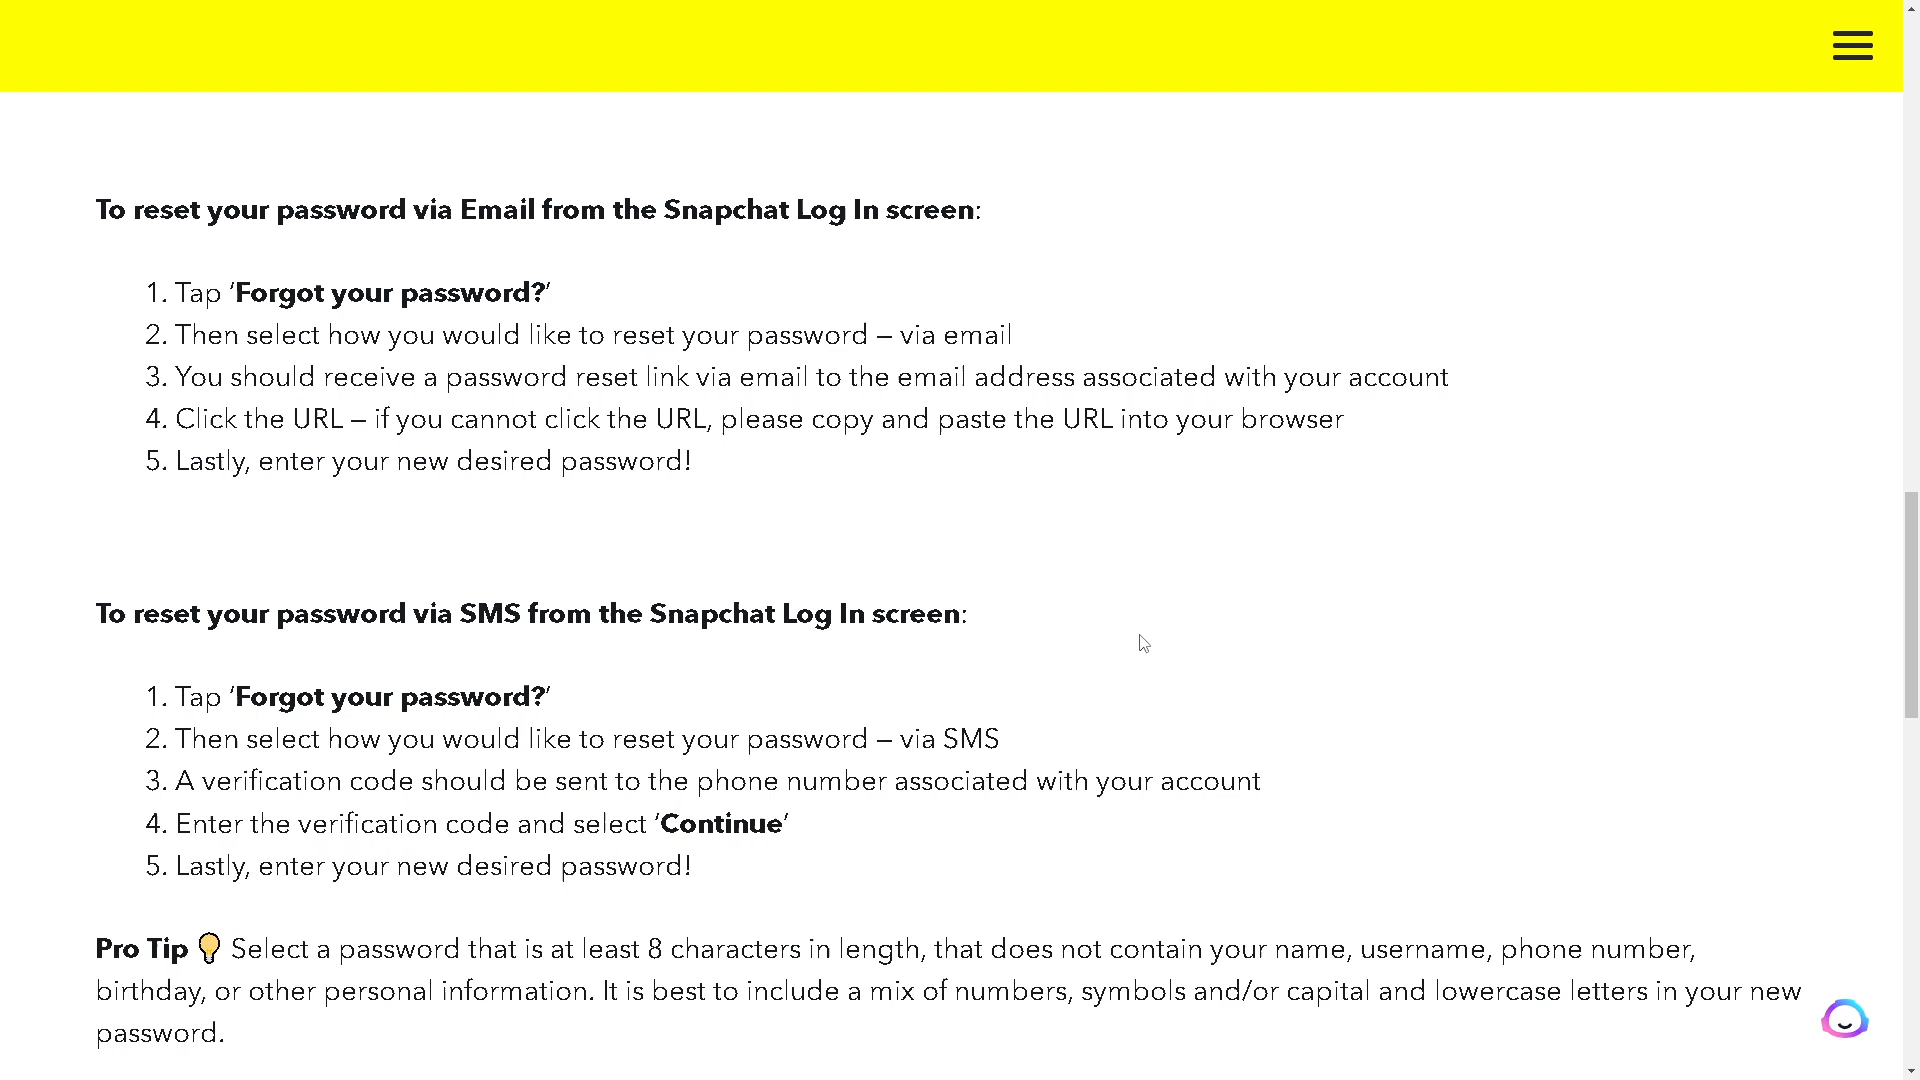 To reset your password via Email from the Snapchat Log In screen:
1. Tap ‘Forgot your password?’
2. Then select how you would like to reset your password – via email
3. You should receive a password reset link via email to the email address associated with your account
4. Click the URL – if you cannot click the URL, please copy and paste the URL into your browser
5. Lastly, enter your new desired password!
To reset your password via SMS from the Snapchat Log In screen:
1. Tap ‘Forgot your password?’
2. Then select how you would like to reset your password – via SMS
3. A verification code should be sent to the phone number associated with your account
4. Enter the verification code and select ‘Continue’
5. Lastly, enter your new desired password!
Pro Tip 💡 Select a password that is at least 8 characters in length, that does not contain your name, username, phone number,
birthday, or other personal information. It is best to include a mix of numbers, symbols and/or capital and lowercase letters in your new
password.